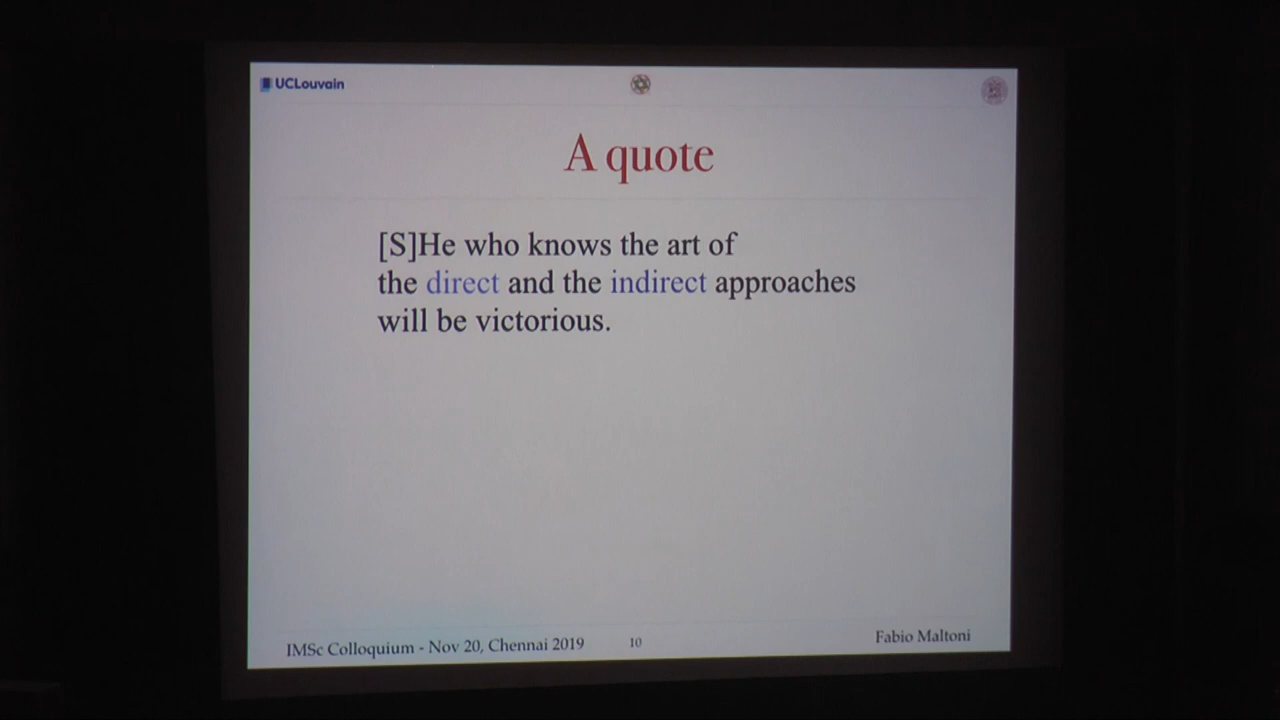 UCLouvain
A quote
[S]He who knows the art of
the direct and the indirect approaches
will be victorious.
IMSc Colloquium - Nov 20, Chennai 2019
10
Fabio Maltoni